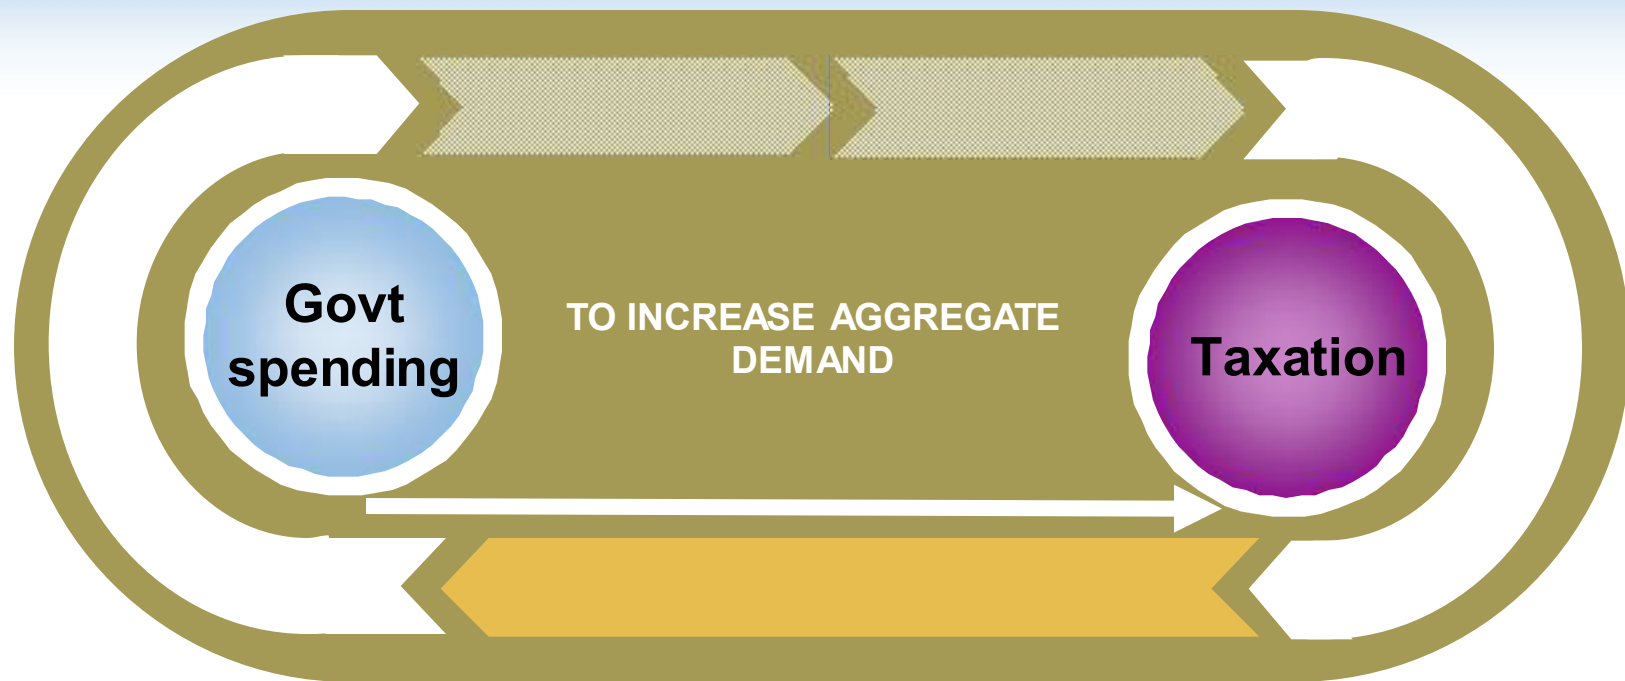 Govt
spending
TO INCREASE AGGREGATE
DEMAND
Taxation